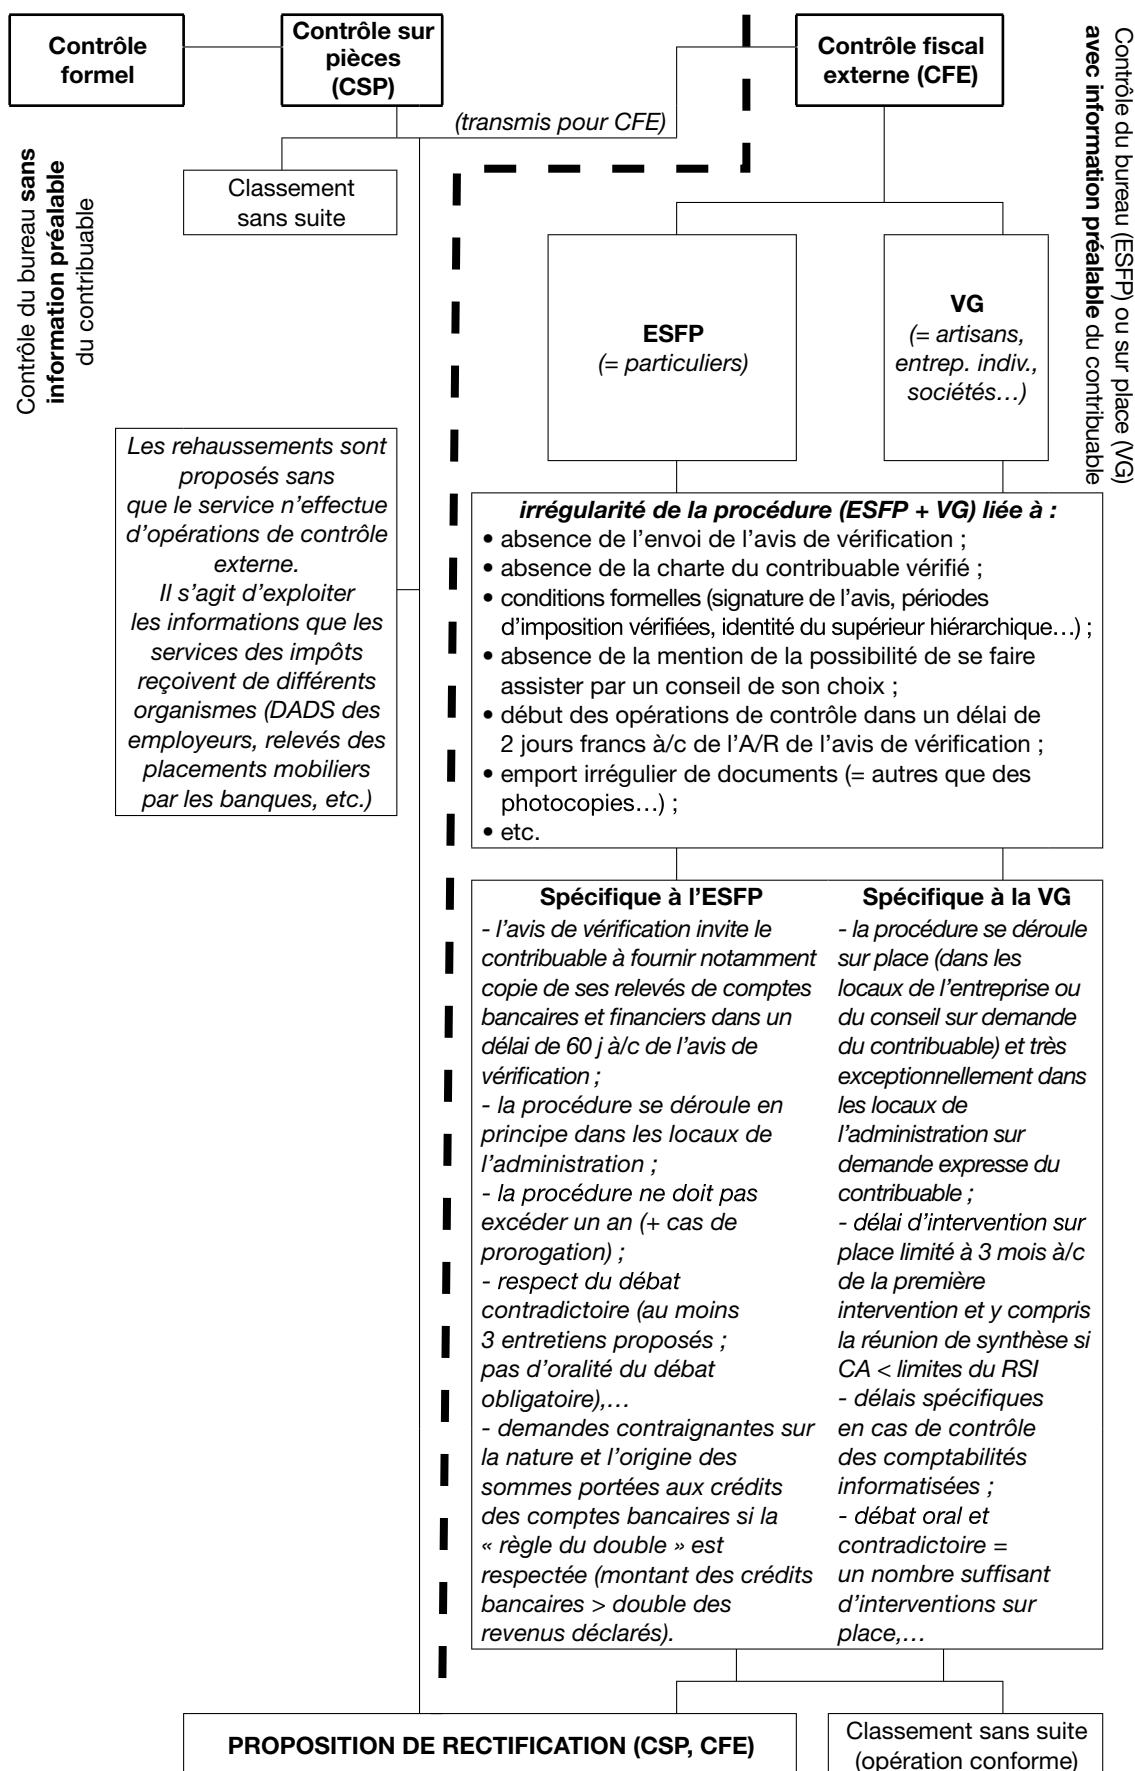 Contrôle
formel
Contrôle sur
pièces
(CSP)
Contrôle fiscal
externe (CFE)
(transmis pour CFE)
Contrôle du bureau (ESFP) ou sur place (VG)
avec information préalable du contribuable
Contrôle du bureau sans
information préalable
du contribuable
Classement
sans suite
ESFP
(= particuliers)
VG
(= artisans,
entrep. indiv.,
sociétés…)
Les rehaussements sont
proposés sans
que le service n’effectue
d’opérations de contrôle
externe.
Il s’agit d’exploiter
les informations que les
services des impôts
reçoivent de différents
organismes (DADS des
employeurs, relevés des
placements mobiliers
par les banques, etc.)
irrégularité de la procédure (ESFP + VG) liée à :
• absence de l’envoi de l’avis de vérification ;
• absence de la charte du contribuable vérifié ;
• conditions formelles (signature de l’avis, périodes
d’imposition vérifiées, identité du supérieur hiérarchique…) ;
• absence de la mention de la possibilité de se faire
assister par un conseil de son choix ;
• début des opérations de contrôle dans un délai de
2 jours francs à/c de l’A/R de l’avis de vérification ;
• emport irrégulier de documents (= autres que des
photocopies…) ;
• etc.
Spécifique à l’ESFP
- l’avis de vérification invite le
contribuable à fournir notamment
copie de ses relevés de comptes
bancaires et financiers dans un
délai de 60 j à/c de l’avis de
vérification ;
- la procédure se déroule en
principe dans les locaux de
l’administration ;
- la procédure ne doit pas
excéder un an (+ cas de
prorogation) ;
- respect du débat
contradictoire (au moins
3 entretiens proposés ;
pas d’oralité du débat
obligatoire),…
- demandes contraignantes sur
la nature et l’origine des
sommes portées aux crédits
des comptes bancaires si la
« règle du double » est
respectée (montant des crédits
bancaires > double des
revenus déclarés).
Spécifique à la VG
- la procédure se déroule
sur place (dans les
locaux de l’entreprise ou
du conseil sur demande
du contribuable) et très
exceptionnellement dans
les locaux de
l’administration sur
demande expresse du
contribuable ;
- délai d’intervention sur
place limité à 3 mois à/c
de la première
intervention et y compris
la réunion de synthèse si
CA < limites du RSI
- délais spécifiques
en cas de contrôle
des comptabilités
informatisées ;
- débat oral et
contradictoire =
un nombre suffisant
d’interventions sur
place,…
PROPOSITION DE RECTIFICATION (CSP, CFE)
Classement sans suite
(opération conforme)